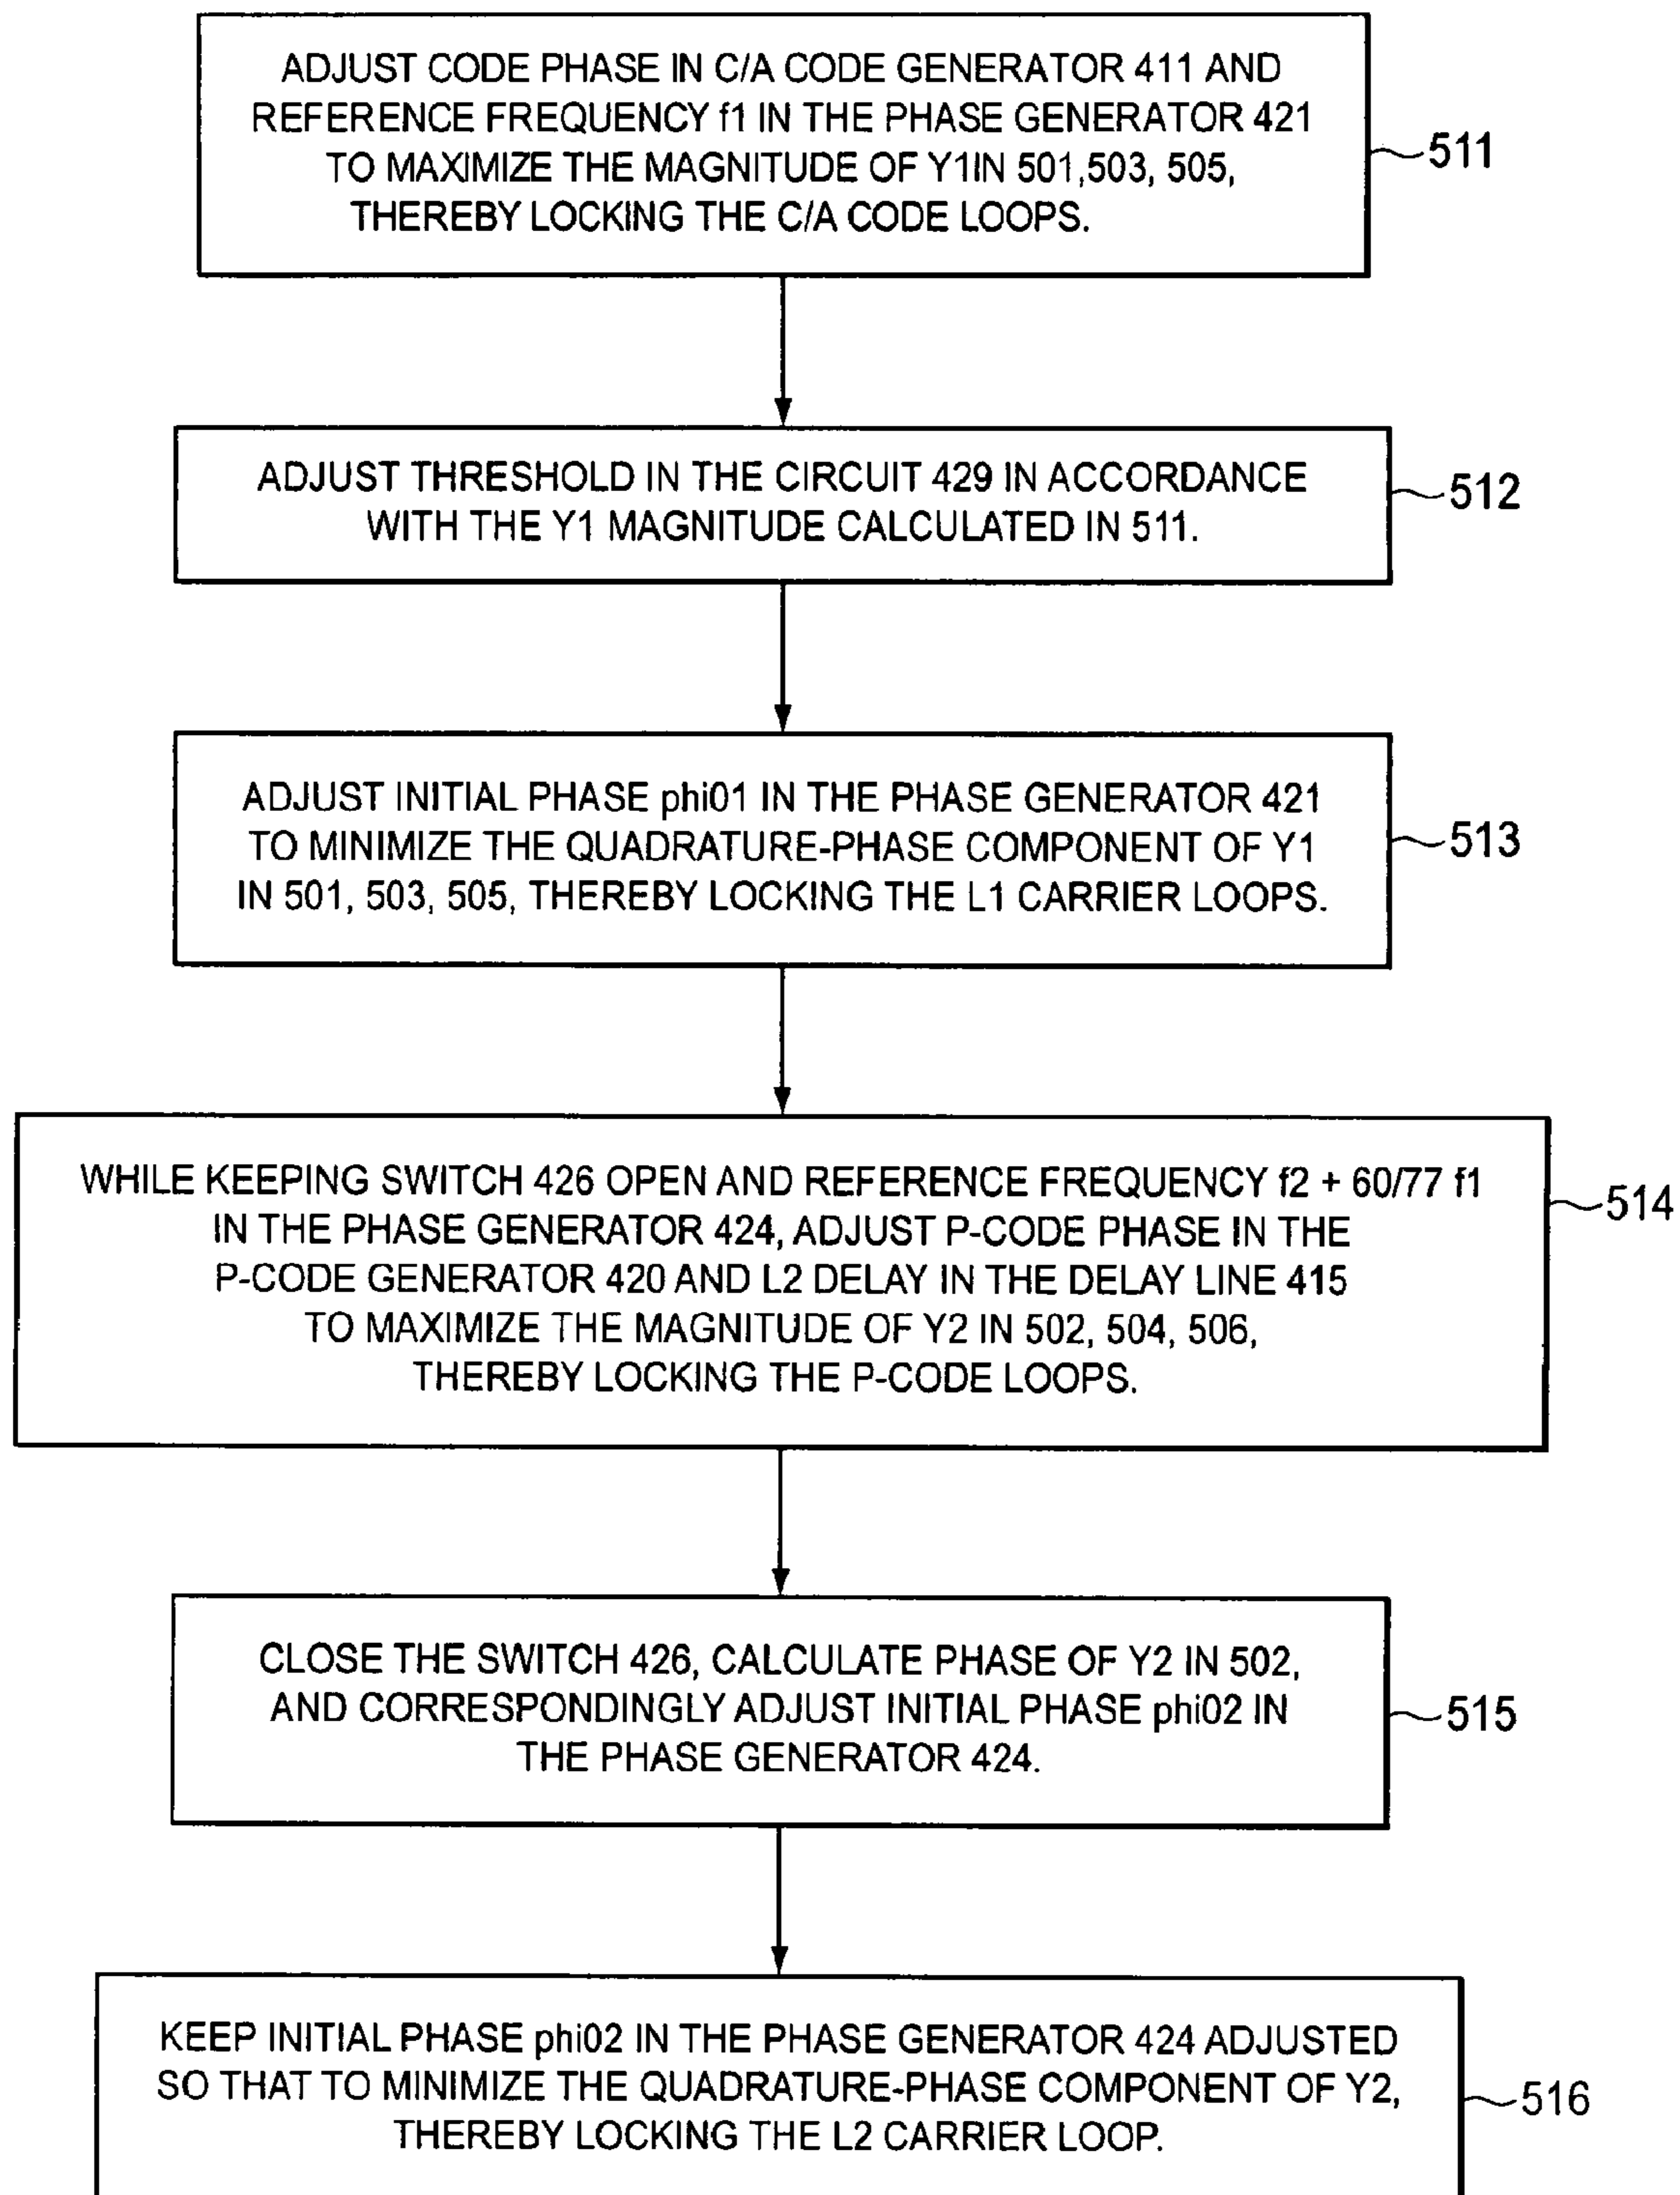 ADJUST CODE PHASE IN C/A CODE GENERATOR 411 AND
REFERENCE FREQUENCY f1 IN THE PHASE GENERATOR 421
TO MAXIMIZE THE MAGNITUDE OF Y1IN 501,503, 505,
THEREBY LOCKING THE C/A CODE LOOPS.
511
ADJUST THRESHOLD IN THE CIRCUIT 429 IN ACCORDANCE
WITH THE Y1 MAGNITUDE CALCULATED IN 511.
512
ADJUST INITIAL PHASE phi01 IN THE PHASE GENERATOR 421
TO MINIMIZE THE QUADRATURE-PHASE COMPONENT OF Y1
IN 501, 503, 505, THEREBY LOCKING THE L1 CARRIER LOOPS.
513
WHILE KEEPING SWITCH 426 OPEN AND REFERENCE FREQUENCY f2 + 60/77 f1
IN THE PHASE GENERATOR 424, ADJUST P-CODE PHASE IN THE
P-CODE GENERATOR 420 AND L2 DELAY IN THE DELAY LINE 415
TO MAXIMIZE THE MAGNITUDE OF Y2 IN 502, 504, 506,
THEREBY LOCKING THE P-CODE LOOPS.
514
CLOSE THE SWITCH 426, CALCULATE PHASE OF Y2 IN 502,
AND CORRESPONDINGLY ADJUST INITIAL PHASE phi02 IN
THE PHASE GENERATOR 424.
515
KEEP INITIAL PHASE phi02 IN THE PHASE GENERATOR 424 ADJUSTED
SO THAT TO MINIMIZE THE QUADRATURE-PHASE COMPONENT OF Y2,
THEREBY LOCKING THE L2 CARRIER LOOP.
516